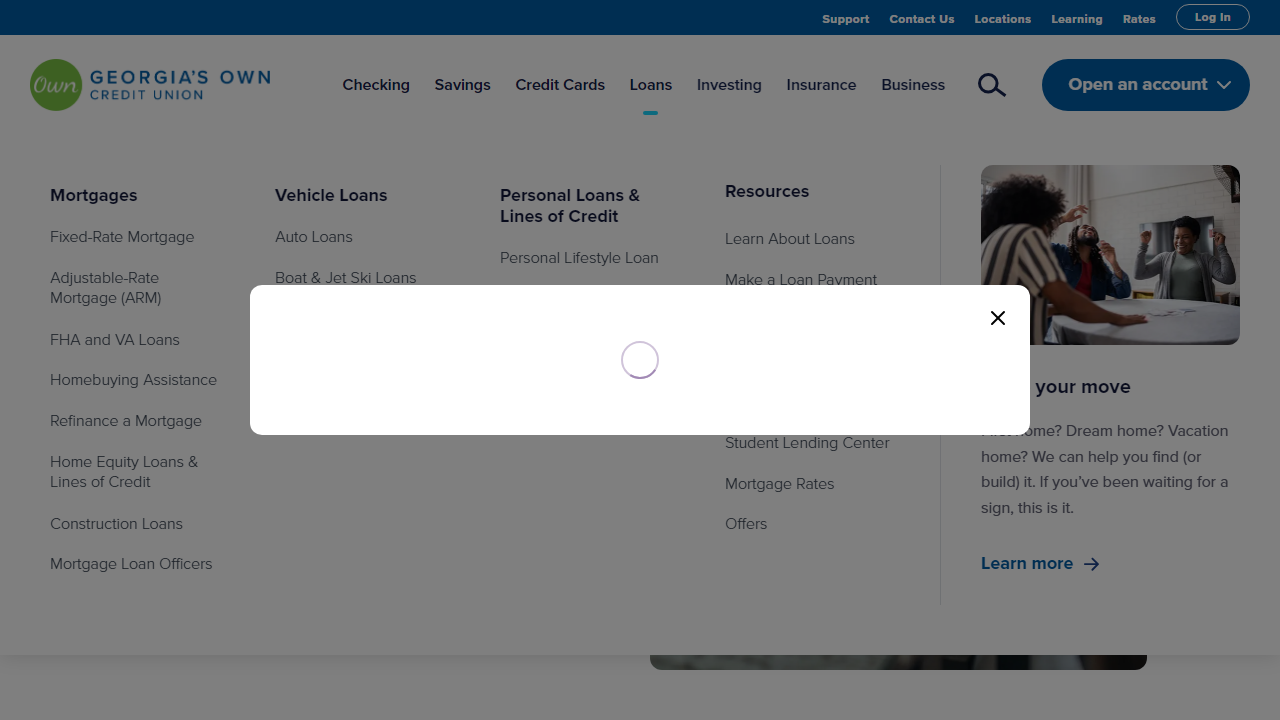 Support Contact Us Locations Learning Rates Log In
Own GEORGIA'S OWN
CREDIT UNION
Checking Savings Credit Cards Loans Investing Insurance Business Open an account
Mortgages
Fixed-Rate Mortgage
Adjustable-Rate
Mortgage (ARM)
FHA and VA Loans
Homebuying Assistance
Refinance a Mortgage
Home Equity Loans &
Lines of Credit
Construction Loans
Mortgage Loan Officers
Vehicle Loans
Auto Loans
Boat & Jet Ski Loans
Personal Loans &
Lines of Credit
Personal Lifestyle Loan
Resources
Learn About Loans
Make a Loan Payment
Student Lending Center
Mortgage Rates
Offers
your move
First home? Dream home? Vacation
home? We can help you find (or
build) it. If you’ve been waiting for a
sign, this is it.
Learn more